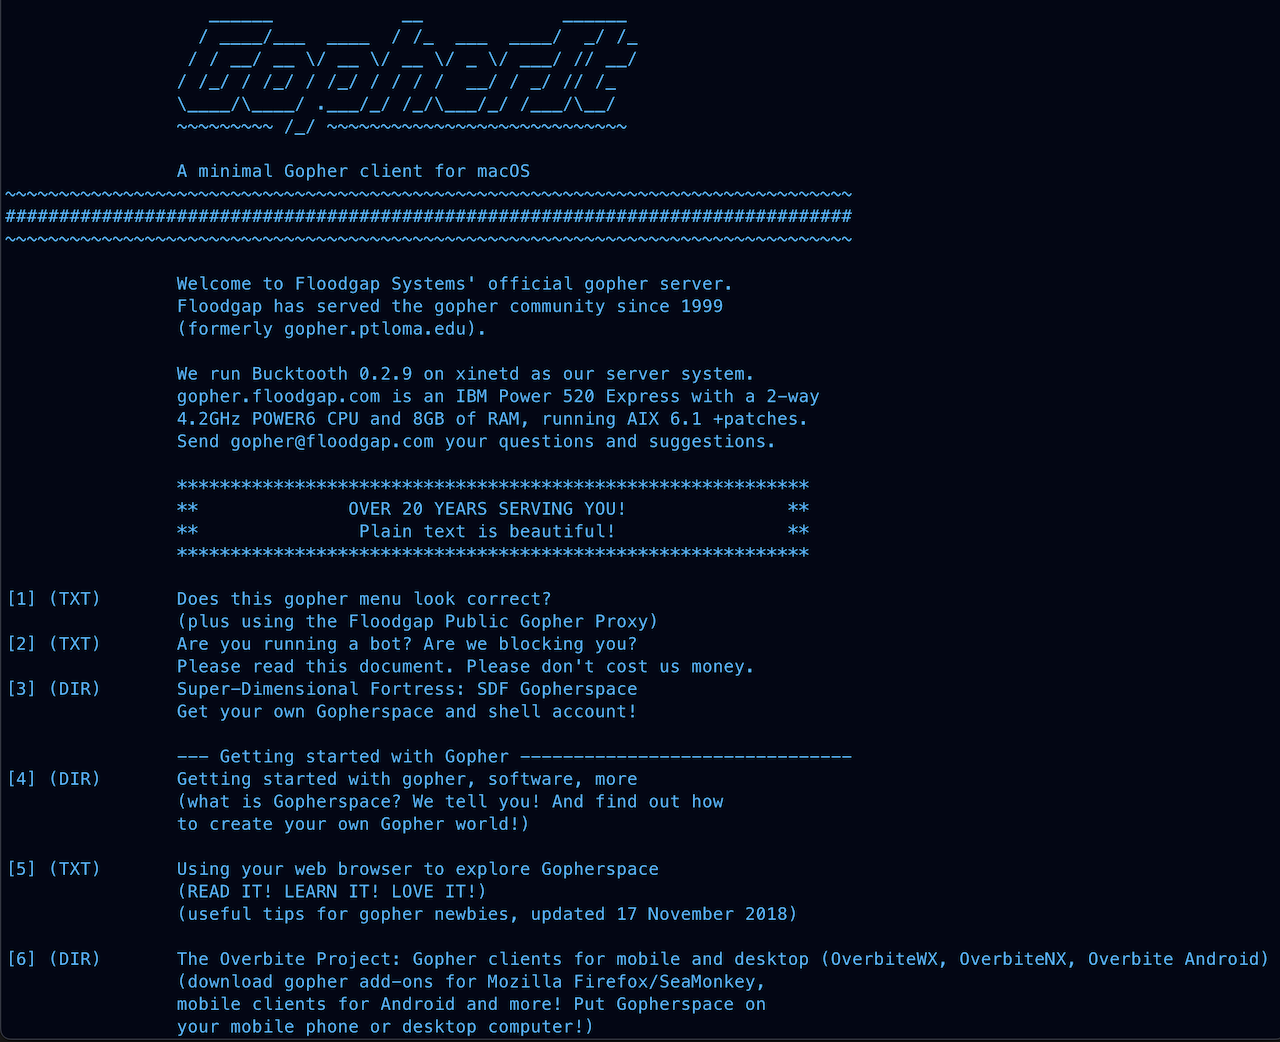 GopherIt
A minimal Gopher client for macOS
~~~~~~~~~~~~~~~~~~~~~~~~~~~~~~~~~~~~~~~~~~~~~~~~~~~~~~~~~~~~~~~~~~~~~~~~~~~~~~~
###############################################################################
~~~~~~~~~~~~~~~~~~~~~~~~~~~~~~~~~~~~~~~~~~~~~~~~~~~~~~~~~~~~~~~~~~~~~~~~~~~~~~~
Welcome to Floodgap Systems' official gopher server.
Floodgap has served the gopher community since 1999
(formerly gopher.ptloma.edu).
We run Bucktooth 0.2.9 on xinetd as our server system.
gopher.floodgap.com is an IBM Power 520 Express with a 2-way
4.2GHz POWER6 CPU and 8GB of RAM, running AIX 6.1 +patches.
Send gopher@floodgap.com your questions and suggestions.
***********************************************************
** OVER 20 YEARS SERVING YOU! **
** Plain text is beautiful! **
***********************************************************
[1] (TXT) Does this gopher menu look correct?
(plus using the Floodgap Public Gopher Proxy)
[2] (TXT) Are you running a bot? Are we blocking you?
Please read this document. Please don't cost us money.
[3] (DIR) Super-Dimensional Fortress: SDF Gopherspace
Get your own Gopherspace and shell account!
--- Getting started with Gopher -------------------------------
[4] (DIR) Getting started with gopher, software, more
(what is Gopherspace? We tell you! And find out how
to create your own Gopher world!)
[5] (TXT) Using your web browser to explore Gopherspace
(READ IT! LEARN IT! LOVE IT!)
(useful tips for gopher newbies, updated 17 November 2018)
[6] (DIR) The Overbite Project: Gopher clients for mobile and desktop (OverbiteWX, OverbiteNX, Overbite Android)
(download gopher add-ons for Mozilla Firefox/SeaMonkey,
mobile clients for Android and more! Put Gopherspace on
your mobile phone or desktop computer!)